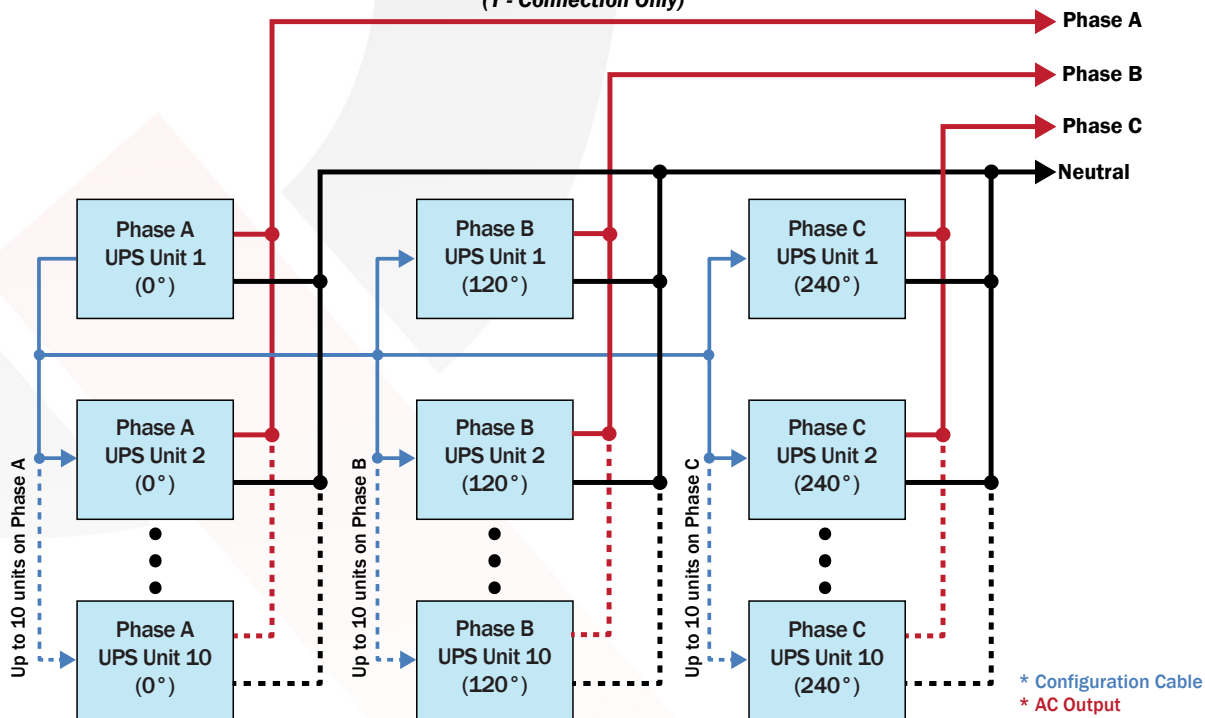 (Y - Connection Only)
Phase A
Phase B
Phase C
Neutral
Phase A
UPS Unit 1
(0°)
Phase B
UPS Unit 1
(120°)
Phase C
UPS Unit 1
(240°)
Phase A
UPS Unit 2
(0°)
Phase B
UPS Unit 2
(120°)
Phase C
UPS Unit 2
(240°)
Up to 10 units on Phase A
Up to 10 units on Phase B
Up to 10 units on Phase C
Phase A
UPS Unit 10
(0°)
Phase B
UPS Unit 10
(120°)
Phase C
UPS Unit 10
(240°)
* Configuration Cable
* AC Output